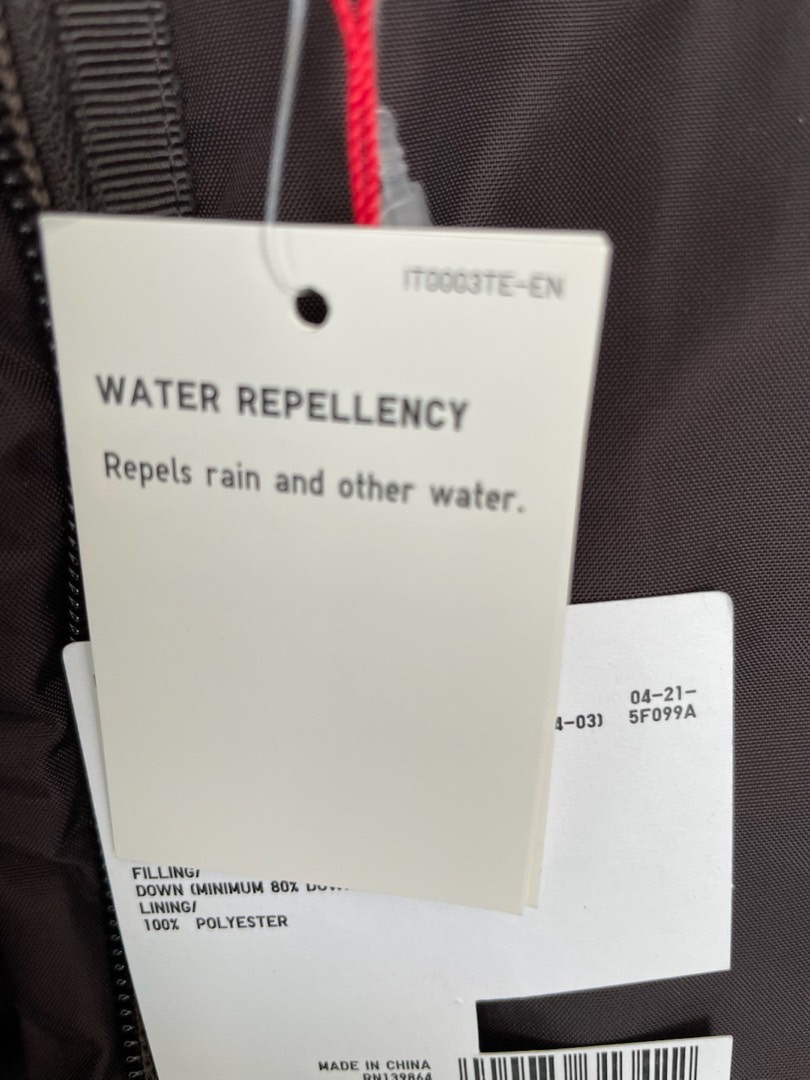 IT0003TE-EN
WATER REPELLENCY
Repels rain and other water.
04-21-
4-03) 5F099A
FILLING/
DOWN (MINIMUM 80%
LINING/
100% POLYESTER
MADE IN CHINA
RN139864